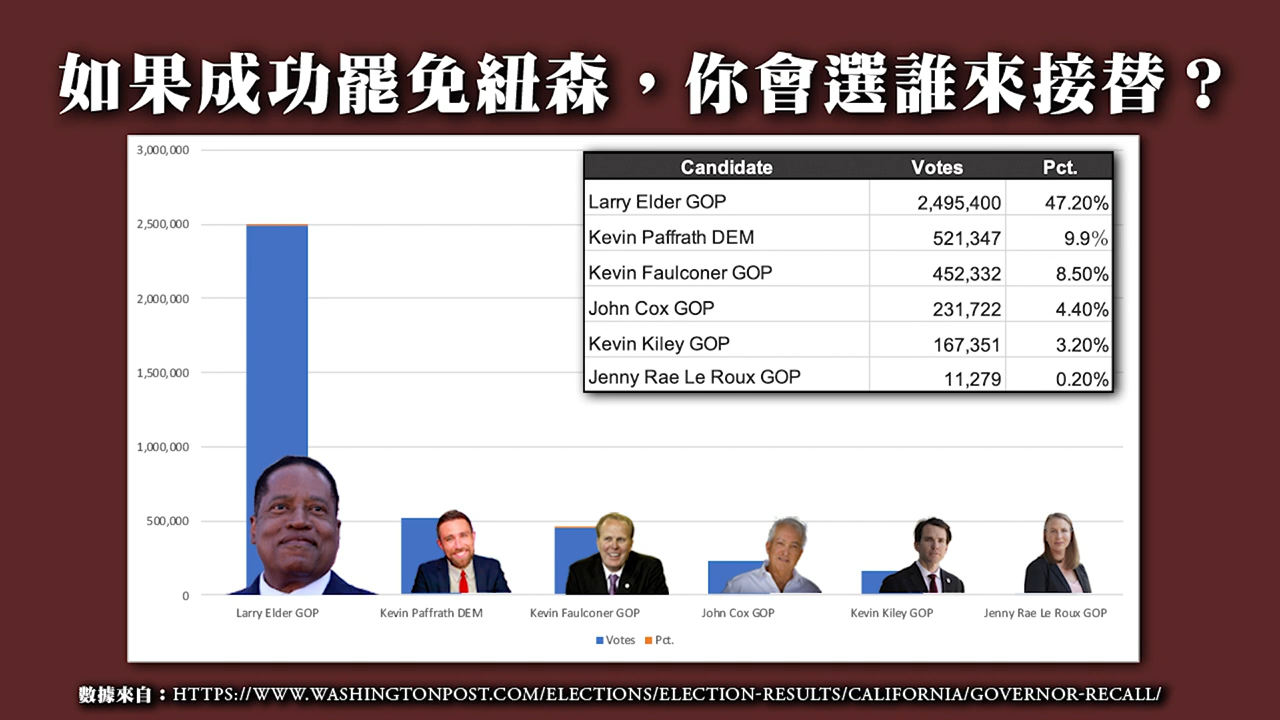 如果成功罷免紐森，你會選誰來接替？
3,000,000
2,500,000
2,000,000
1,500,000
1,000,000
500,000
0
Candidate Votes Pct.
Larry Elder GOP 2,495,400 47.20%
Kevin Paffrath DEM 521,347 9.9%
Kevin Faulconer GOP 452,332 8.50%
John Cox GOP 231,722 4.40%
Kevin Kiley GOP 167,351 3.20%
Jenny Rae Le Roux GOP 11,279 0.20%
Larry Elder GOP Kevin Paffrath DEM Kevin Faulconer GOP John Cox GOP Kevin Kiley GOP Jenny Rae Le Roux GOP
Votes Pct.
數據來自：HTTPS://WWW.WASHINGTONPOST.COM/ELECTIONS/ELECTION-RESULTS/CALIFORNIA/GOVERNOR-RECALL/